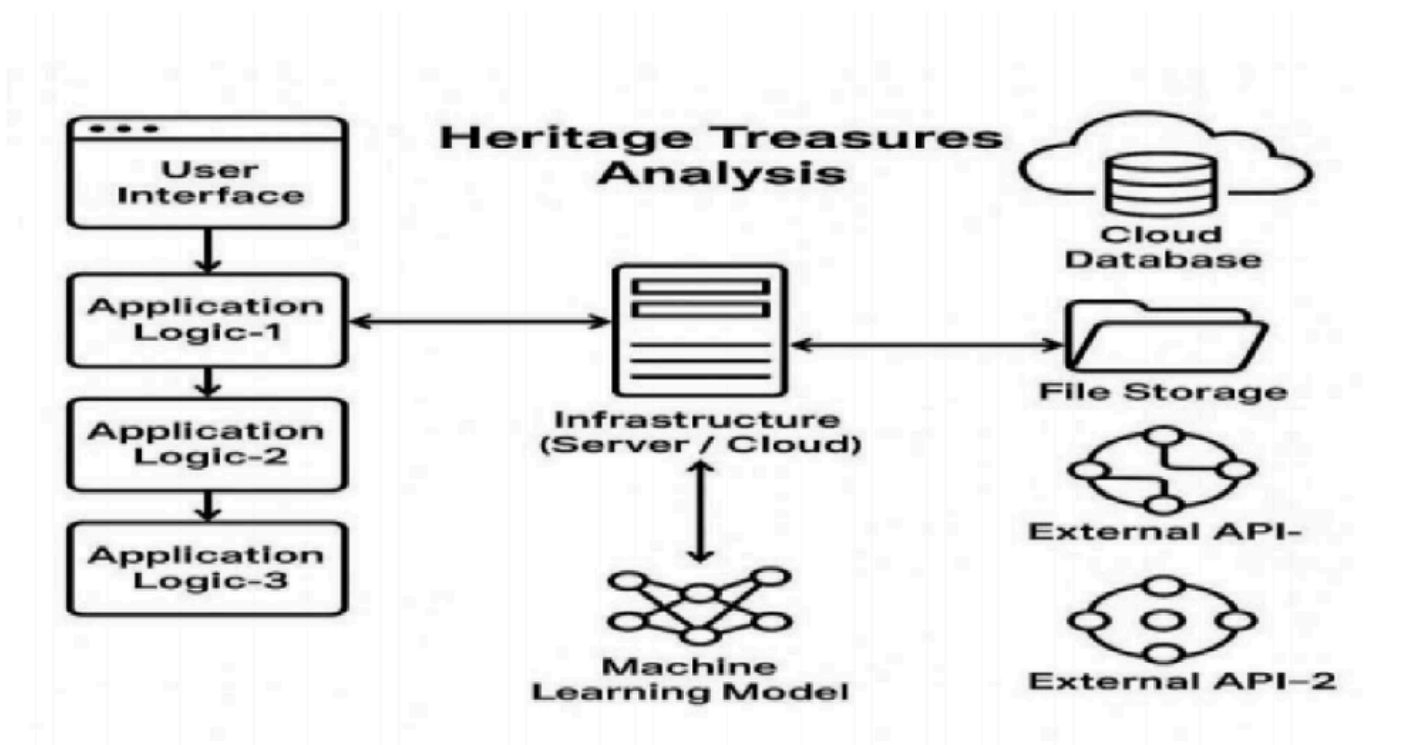 Heritage Treasures
Analysis
User
Interface
Application
Logic-1
Application
Logic-2
Application
Logic-3
Infrastructure
(Server / Cloud)
Machine
Learning Model
Cloud
Database
File Storage
External API-
External API-2